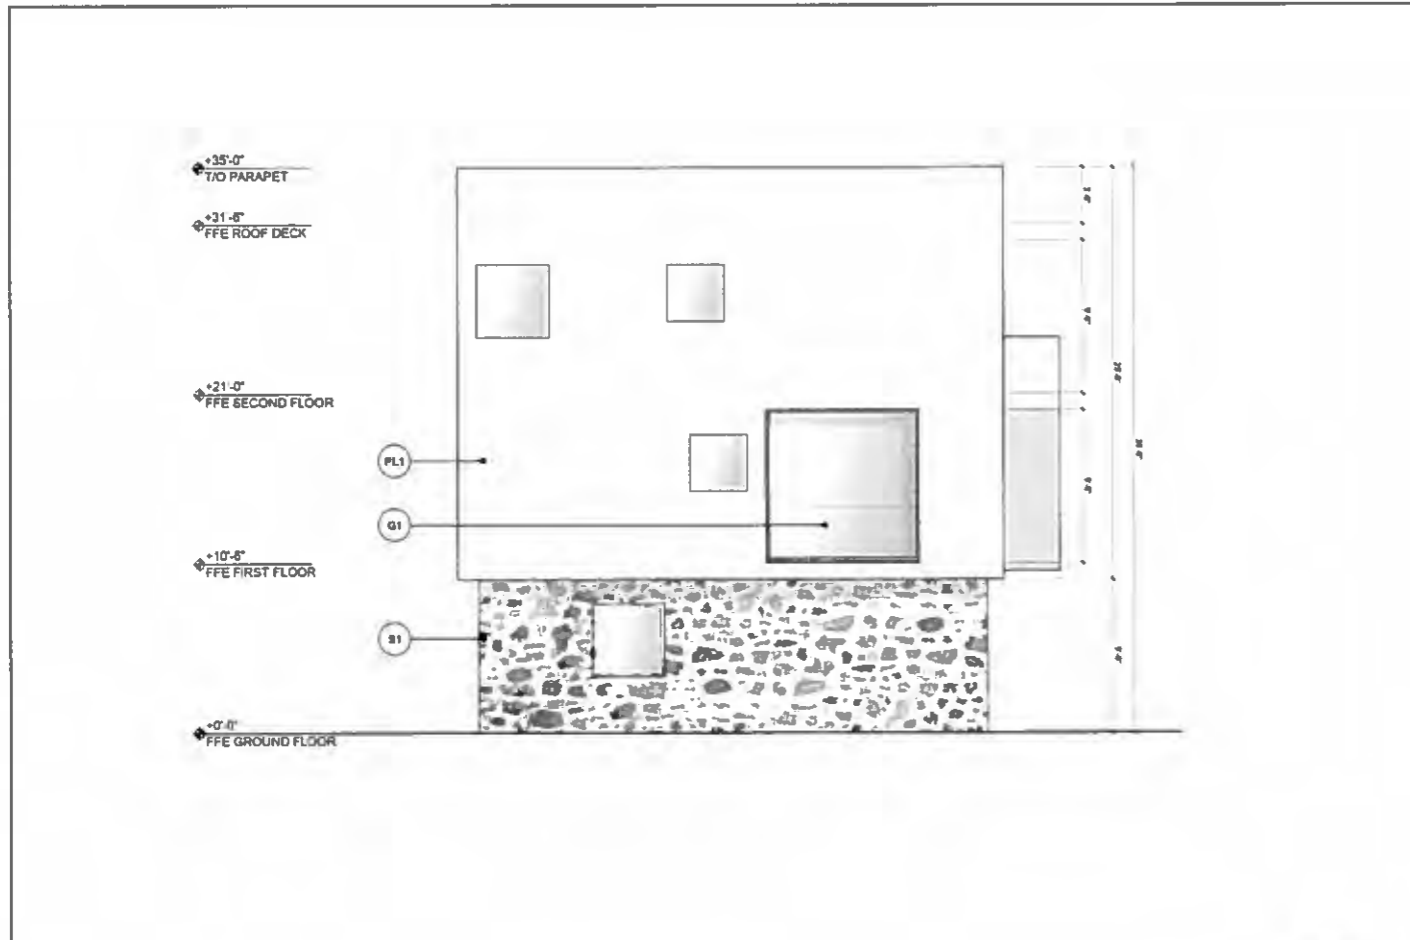 +35'-0"
T/O PARAPET
+31'-6"
FFE ROOF DECK
+21'-0"
FFE SECOND FLOOR
PL1
G1
+10'-6"
FFE FIRST FLOOR
S1
+0'-0"
FFE GROUND FLOOR